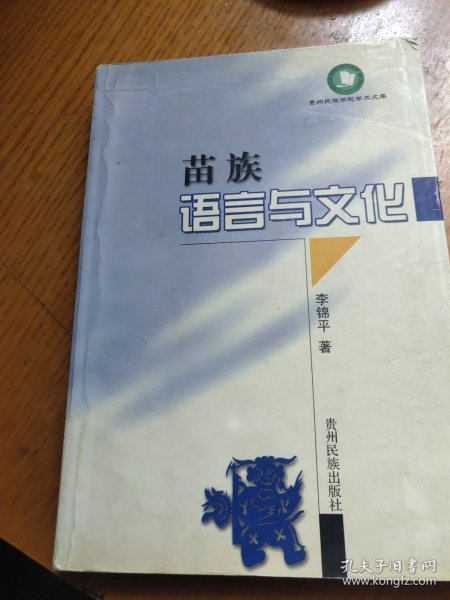 贵州民族学院学术文库
苗族
语言与文化
李锦平 著
贵州民族出版社
孔夫子旧书网
www.kongfz.com